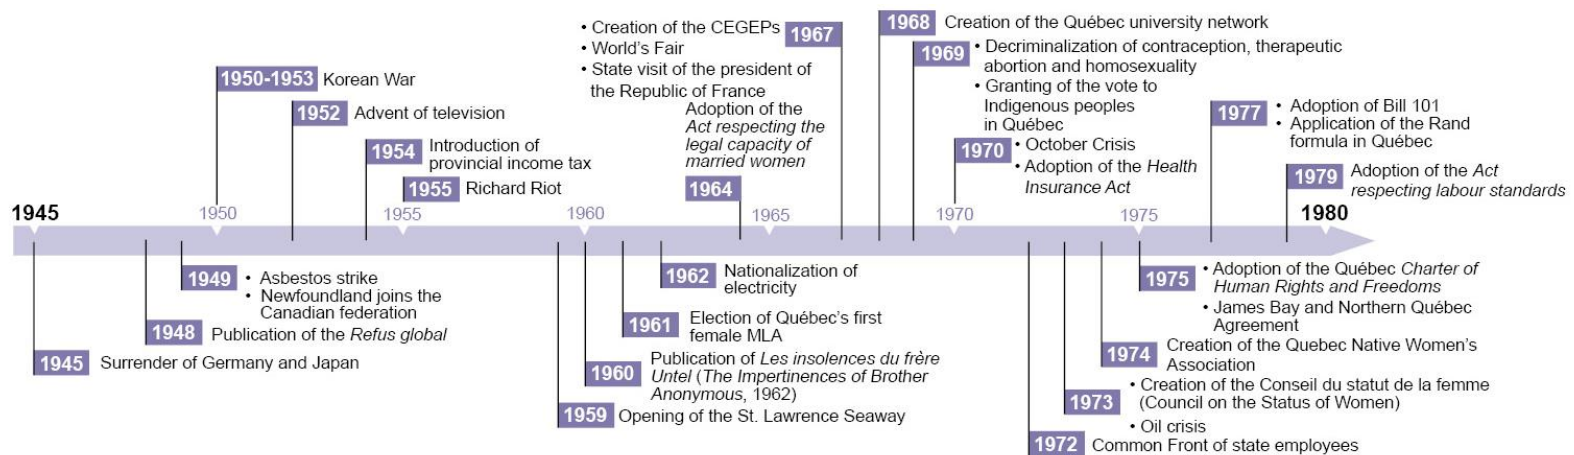 • Creation of the CEGEPs
• World's Fair
• State visit of the president of
the Republic of France
1967
1968 Creation of the Québec university network
1969 • Decriminalization of contraception, therapeutic
abortion and homosexuality
• Granting of the vote to
Indigenous peoples
in Québec
1950-1953 Korean War
1952 Advent of television
1954 Introduction of
provincial income tax
1955 Richard Riot
Adoption of the
Act respecting the
legal capacity of
married women
1964
1970 • October Crisis
• Adoption of the Health
Insurance Act
1977 • Adoption of Bill 101
• Application of the Rand
formula in Québec
1979 Adoption of the Act
respecting labour standards
1945 1950 1955 1960 1965 1970 1975 1980
1949 • Asbestos strike
• Newfoundland joins the
Canadian federation
1948 Publication of the Refus global
1945 Surrender of Germany and Japan
1962 Nationalization of
electricity
1961 Election of Québec's first
female MLA
1960 Publication of Les insolences du frère
Untel (The Impertinences of Brother
Anonymous, 1962)
1959 Opening of the St. Lawrence Seaway
1975 • Adoption of the Québec Charter of
Human Rights and Freedoms
• James Bay and Northern Québec
Agreement
1974 Creation of the Quebec Native Women's
Association
1973 • Creation of the Conseil du statut de la femme
(Council on the Status of Women)
• Oil crisis
1972 Common Front of state employees